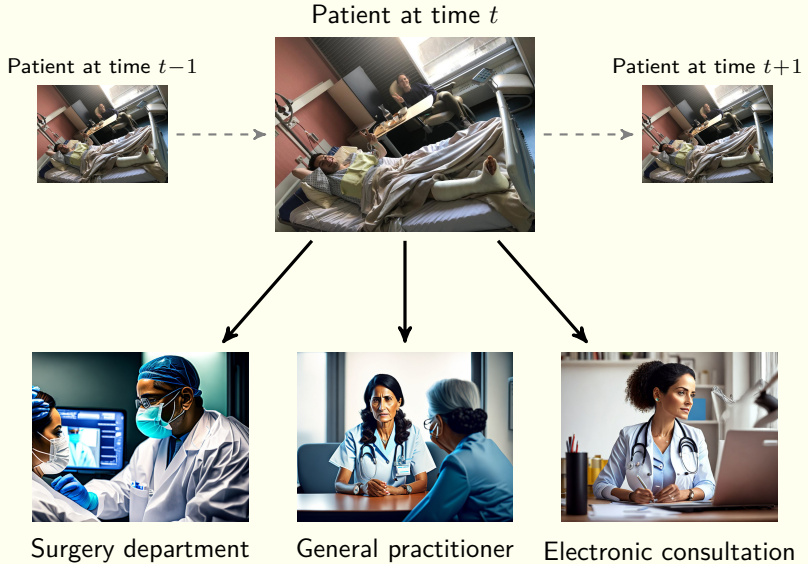 Patient at time t
Patient at time t−1
Patient at time t+1
Surgery department
General practitioner
Electronic consultation